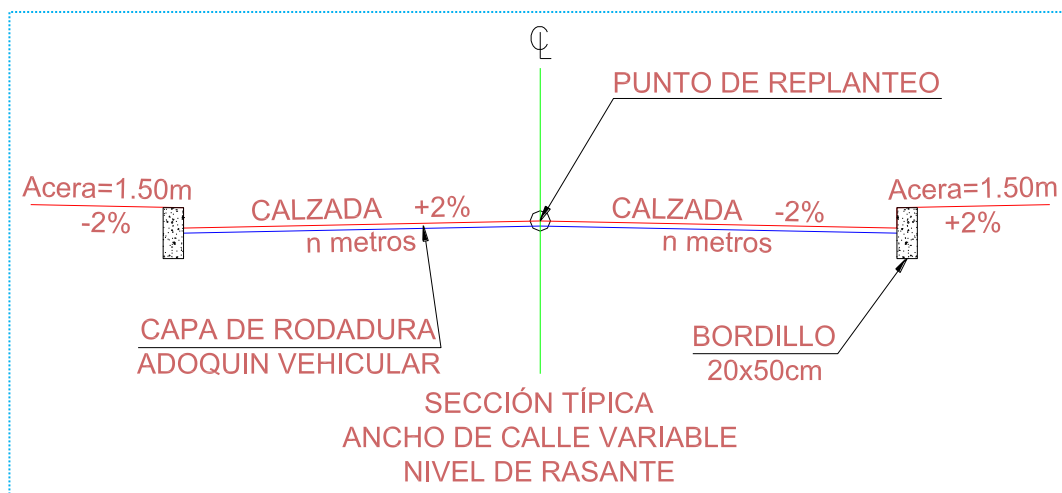 ℄
PUNTO DE REPLANTEO
Acera=1.50m
-2%
CALZADA +2%
n metros
CALZADA -2%
n metros
Acera=1.50m
+2%
CAPA DE RODADURA
ADOQUIN VEHICULAR
BORDILLO
20x50cm
SECCIÓN TÍPICA
ANCHO DE CALLE VARIABLE
NIVEL DE RASANTE